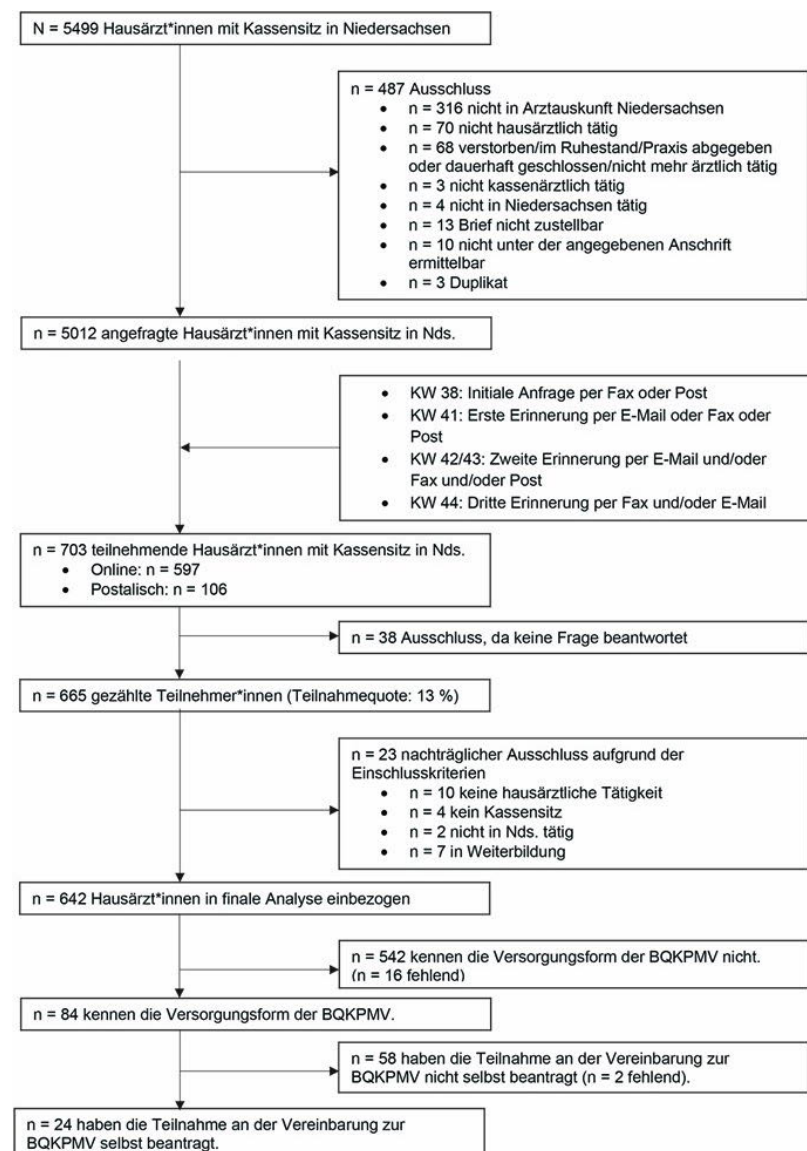 N = 5499 Hausärzt*innen mit Kassensitz in Niedersachsen
n = 487 Ausschluss
• n = 316 nicht in Arztauskunft Niedersachsen
• n = 70 nicht hausärztlich tätig
• n = 68 verstorben/im Ruhestand/Praxis abgegeben
oder dauerhaft geschlossen/nicht mehr ärztlich tätig
• n = 3 nicht kassenärztlich tätig
• n = 4 nicht in Niedersachsen tätig
• n = 13 Brief nicht zustellbar
• n = 10 nicht unter der angegebenen Anschrift
ermittelbar
• n = 3 Duplikat
n = 5012 angefragte Hausärzt*innen mit Kassensitz in Nds.
• KW 38: Initiale Anfrage per Fax oder Post
• KW 41: Erste Erinnerung per E-Mail oder Fax oder
Post
• KW 42/43: Zweite Erinnerung per E-Mail und/oder
Fax und/oder Post
• KW 44: Dritte Erinnerung per Fax und/oder E-Mail
n = 703 teilnehmende Hausärzt*innen mit Kassensitz in Nds.
• Online: n = 597
• Postalisch: n = 106
n = 38 Ausschluss, da keine Frage beantwortet
n = 665 gezählte Teilnehmer*innen (Teilnahmequote: 13 %)
n = 23 nachträglicher Ausschluss aufgrund der
Einschlusskriterien
• n = 10 keine hausärztliche Tätigkeit
• n = 4 kein Kassensitz
• n = 2 nicht in Nds. tätig
• n = 7 in Weiterbildung
n = 642 Hausärzt*innen in finale Analyse einbezogen
n = 542 kennen die Versorgungsform der BQKPMV nicht.
(n = 16 fehlend)
n = 84 kennen die Versorgungsform der BQKPMV.
n = 58 haben die Teilnahme an der Vereinbarung zur
BQKPMV nicht selbst beantragt (n = 2 fehlend).
n = 24 haben die Teilnahme an der Vereinbarung zur
BQKPMV selbst beantragt.